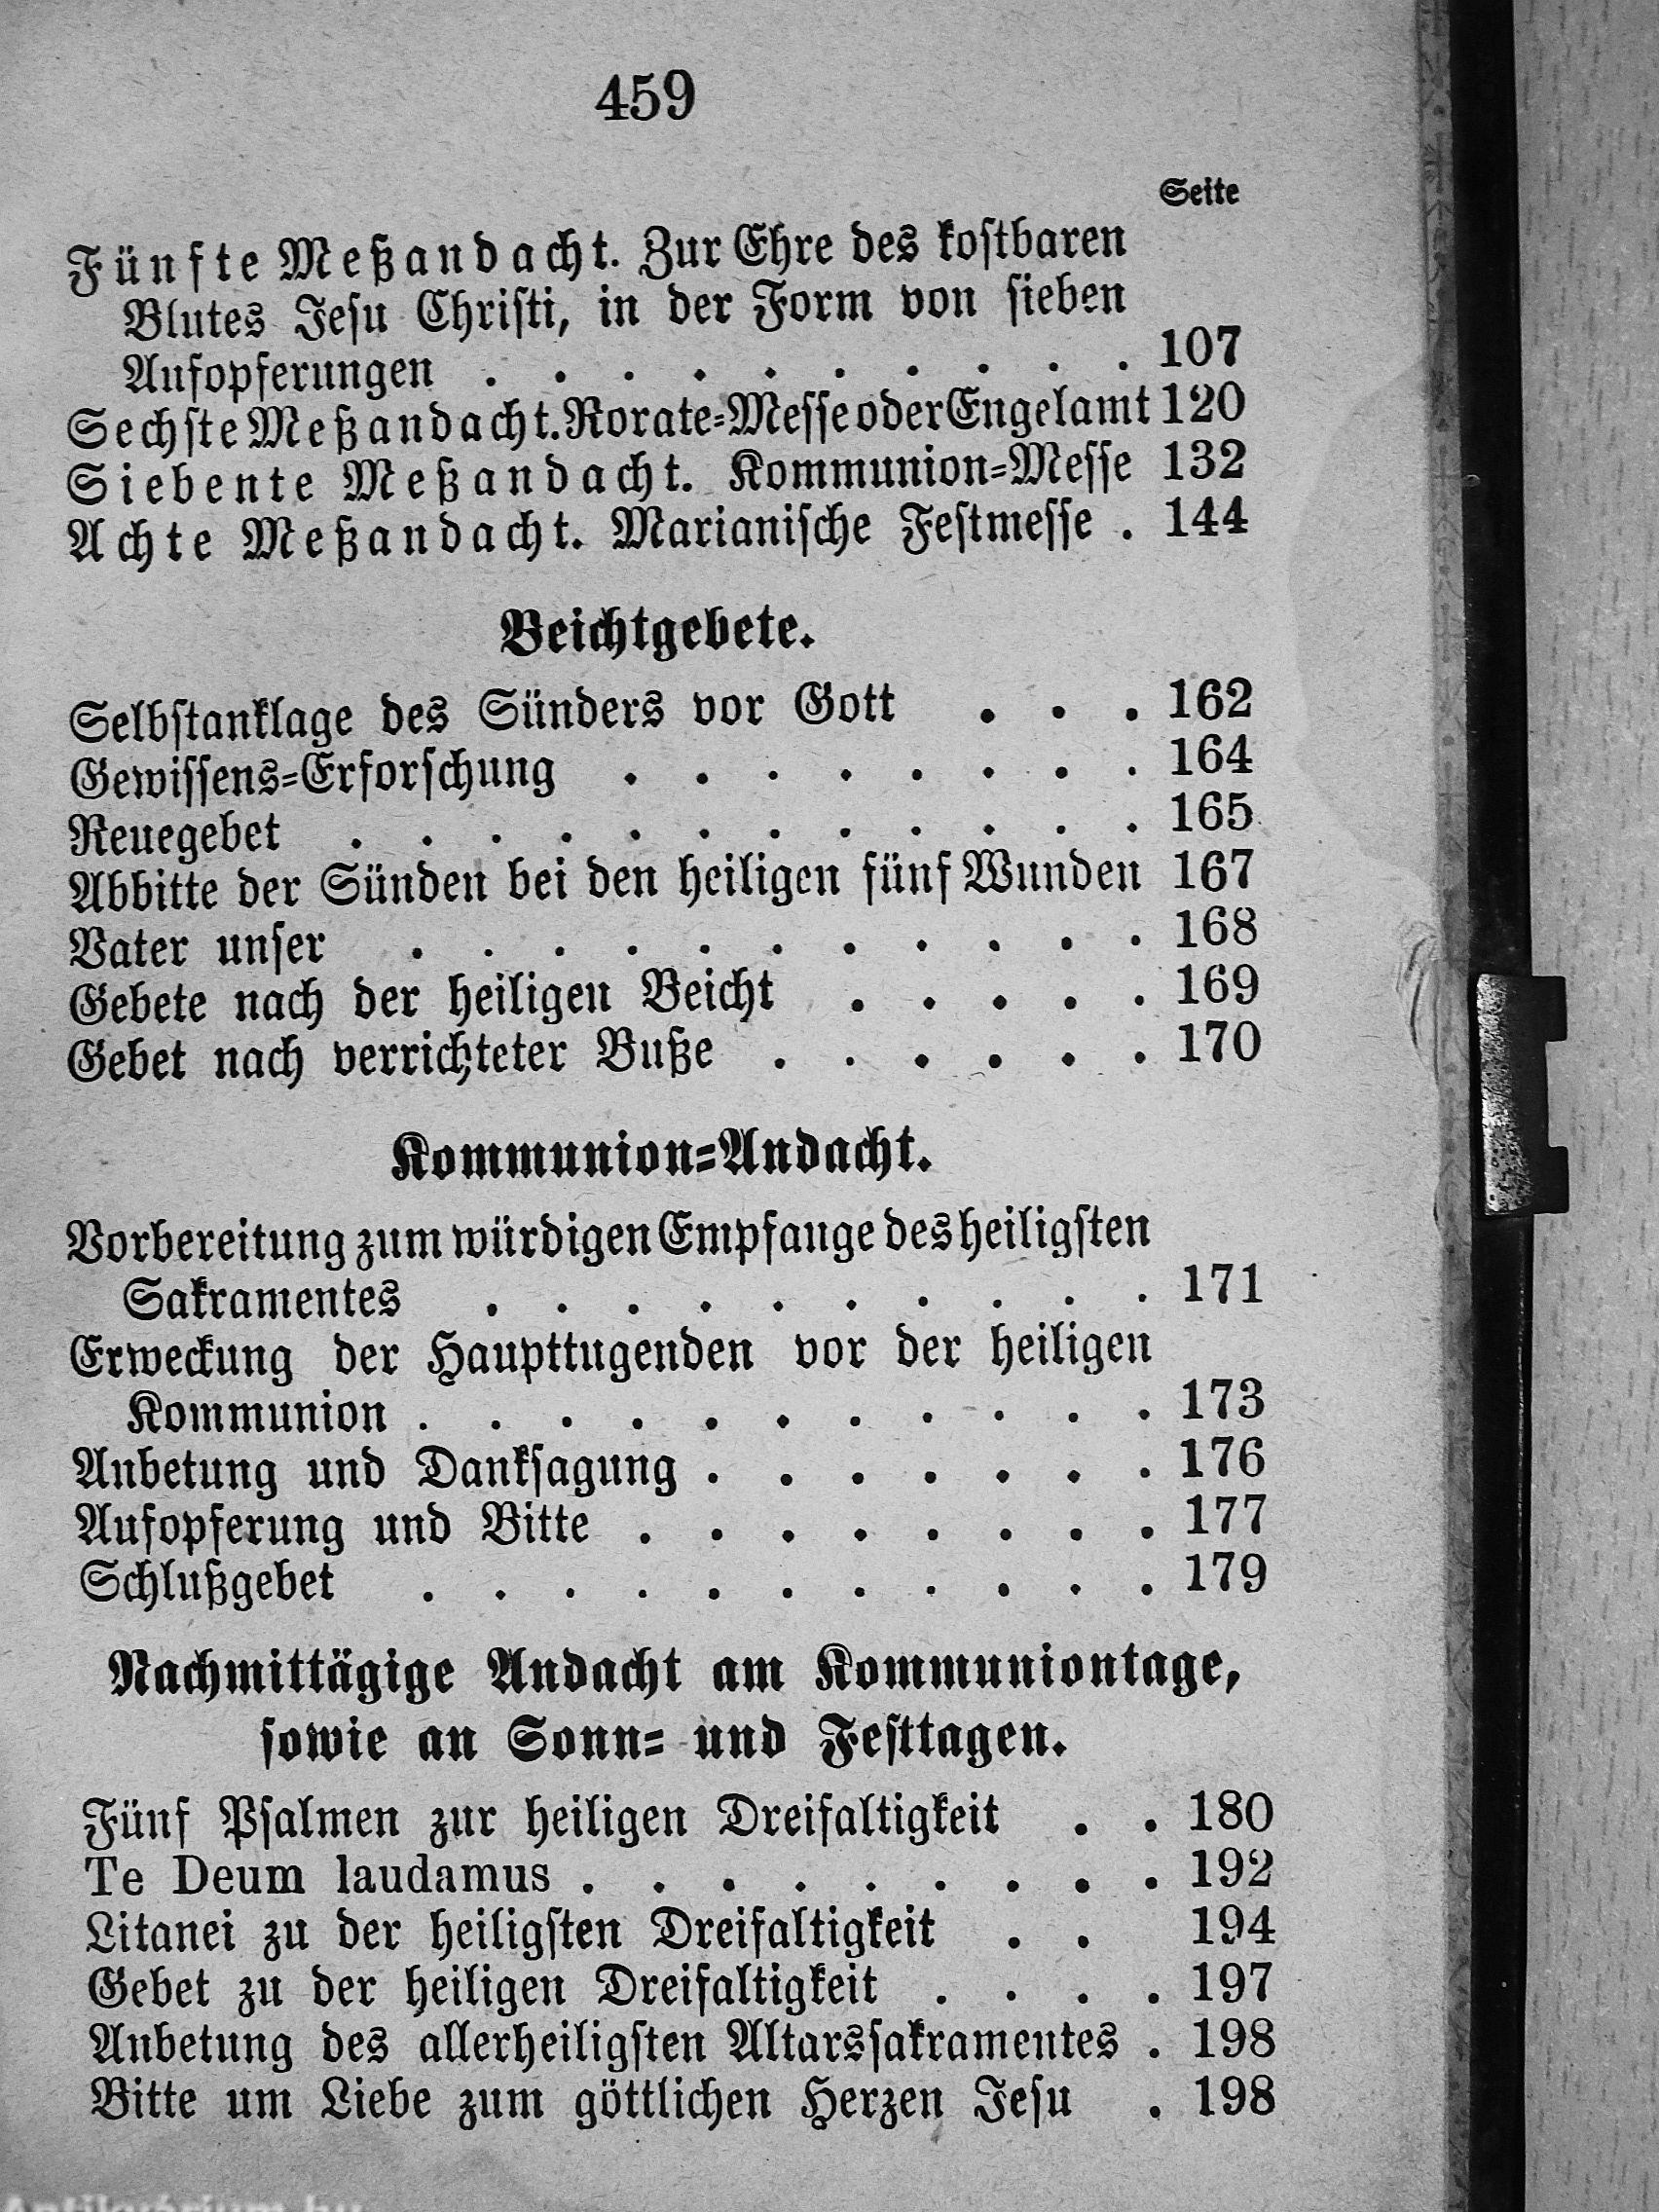 459
Seite
Fünfte Meßandacht. Zur Ehre des kostbaren
Blutes Jesu Christi, in der Form von sieben
Aufopferungen . . . . . . . . . . 107
Sechste Meßandacht. Rorate-Messe oder Engelamt 120
Siebente Meßandacht. Kommunion-Messe 132
Achte Meßandacht. Marianische Festmesse . 144
Beichtgebete.
Selbstanklage des Sünders vor Gott . . . 162
Gewissens-Erforschung . . . . . . . . 164
Reuegebet . . . . . . . . . . . . 165
Abbitte der Sünden bei den heiligen fünf Wunden 167
Vater unser . . . . . . . . . . . 168
Gebete nach der heiligen Beicht . . . . . 169
Gebet nach verrichteter Buße . . . . . . 170
Kommunion-Andacht.
Vorbereitung zum würdigen Empfange des heiligsten
Sakramentes . . . . . . . . . . 171
Erweckung der Haupttugenden vor der heiligen
Kommunion . . . . . . . . . . . 173
Anbetung und Danksagung . . . . . . . 176
Aufopferung und Bitte . . . . . . . . 177
Schlußgebet . . . . . . . . . . . 179
Nachmittägige Andacht am Kommuniontage,
sowie an Sonn- und Festtagen.
Fünf Psalmen zur heiligen Dreifaltigkeit . . 180
Te Deum laudamus . . . . . . . . . 192
Litanei zu der heiligsten Dreifaltigkeit . . 194
Gebet zu der heiligen Dreifaltigkeit . . . . 197
Anbetung des allerheiligsten Altarssakramentes . 198
Bitte um Liebe zum göttlichen Herzen Jesu . 198